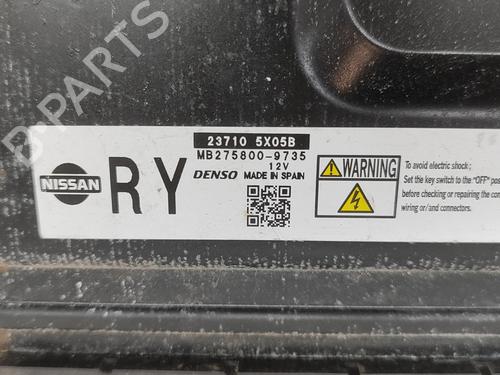 B-PARTS
23710 5X05B
MB275800-9735
12V
DENSO MADE IN SPAIN
NISSAN
RY
WARNING
To avoid electric shock;
Set the key switch to the "OFF" pos
before checking or repairing the con
wiring or/and connectors.